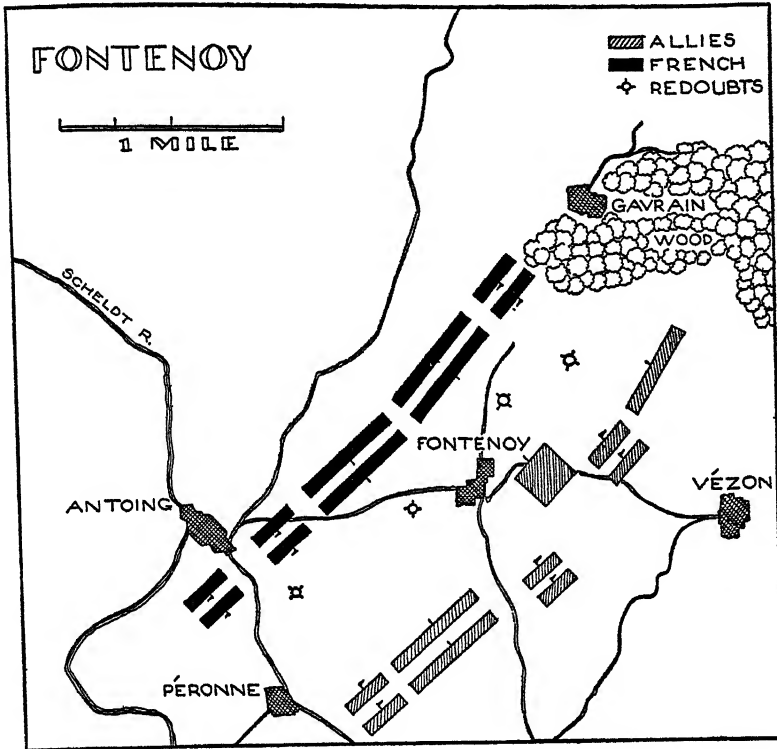 FONTENOY
1 MILE
ALLIES
FRENCH
REDOUBTS
GAVRAIN
WOOD
SCHELDT R.
FONTENOY
ANTOING
VÉZON
PÉRONNE